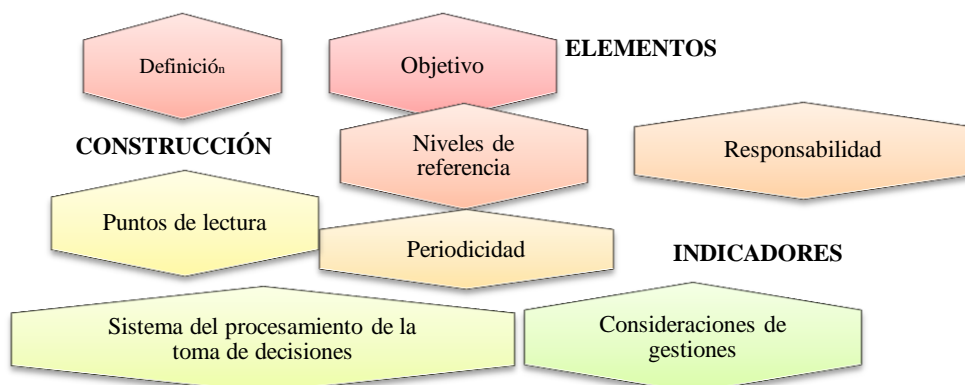 Definición
Objetivo
ELEMENTOS
CONSTRUCCIÓN
Niveles de
referencia
Responsabilidad
Puntos de lectura
Periodicidad
INDICADORES
Sistema del procesamiento de la
toma de decisiones
Consideraciones de
gestiones